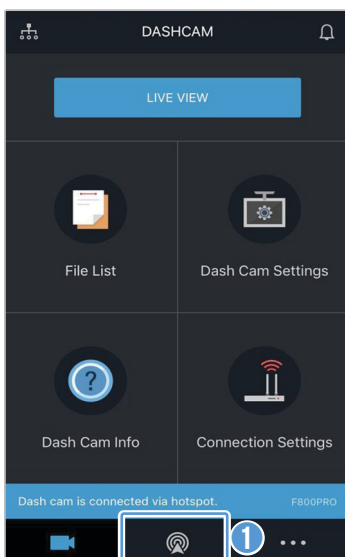 DASHCAM
LIVE VIEW
File List
Dash Cam Settings
?
Dash Cam Info
Connection Settings
Dash cam is connected via hotspot.
F800PRO
1